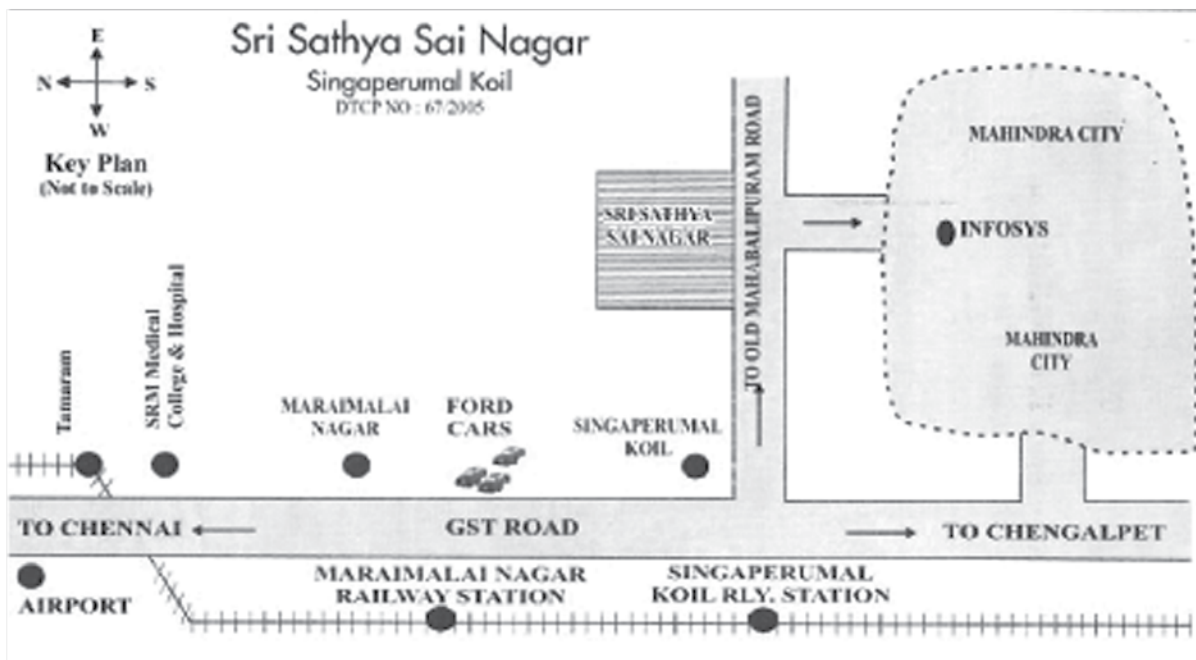 Sri Sathya Sai Nagar
Singaperumal Koil
DTCP NO : 67/2005
E
N S
W
Key Plan
(Not to Scale)
TO OLD MAHABALIPURAM ROAD
MAHINDRA CITY
SRI SATHYA
SAI NAGAR
INFOSYS
MAHINDRA
CITY
Tamaram
SRM Medical
College & Hospital
MARAIMALAI
NAGAR
FORD
CARS
SINGAPERUMAL
KOIL
TO CHENNAI
GST ROAD
TO CHENGALPET
AIRPORT
MARAIMALAI NAGAR
RAILWAY STATION
SINGAPERUMAL
KOIL RLY. STATION